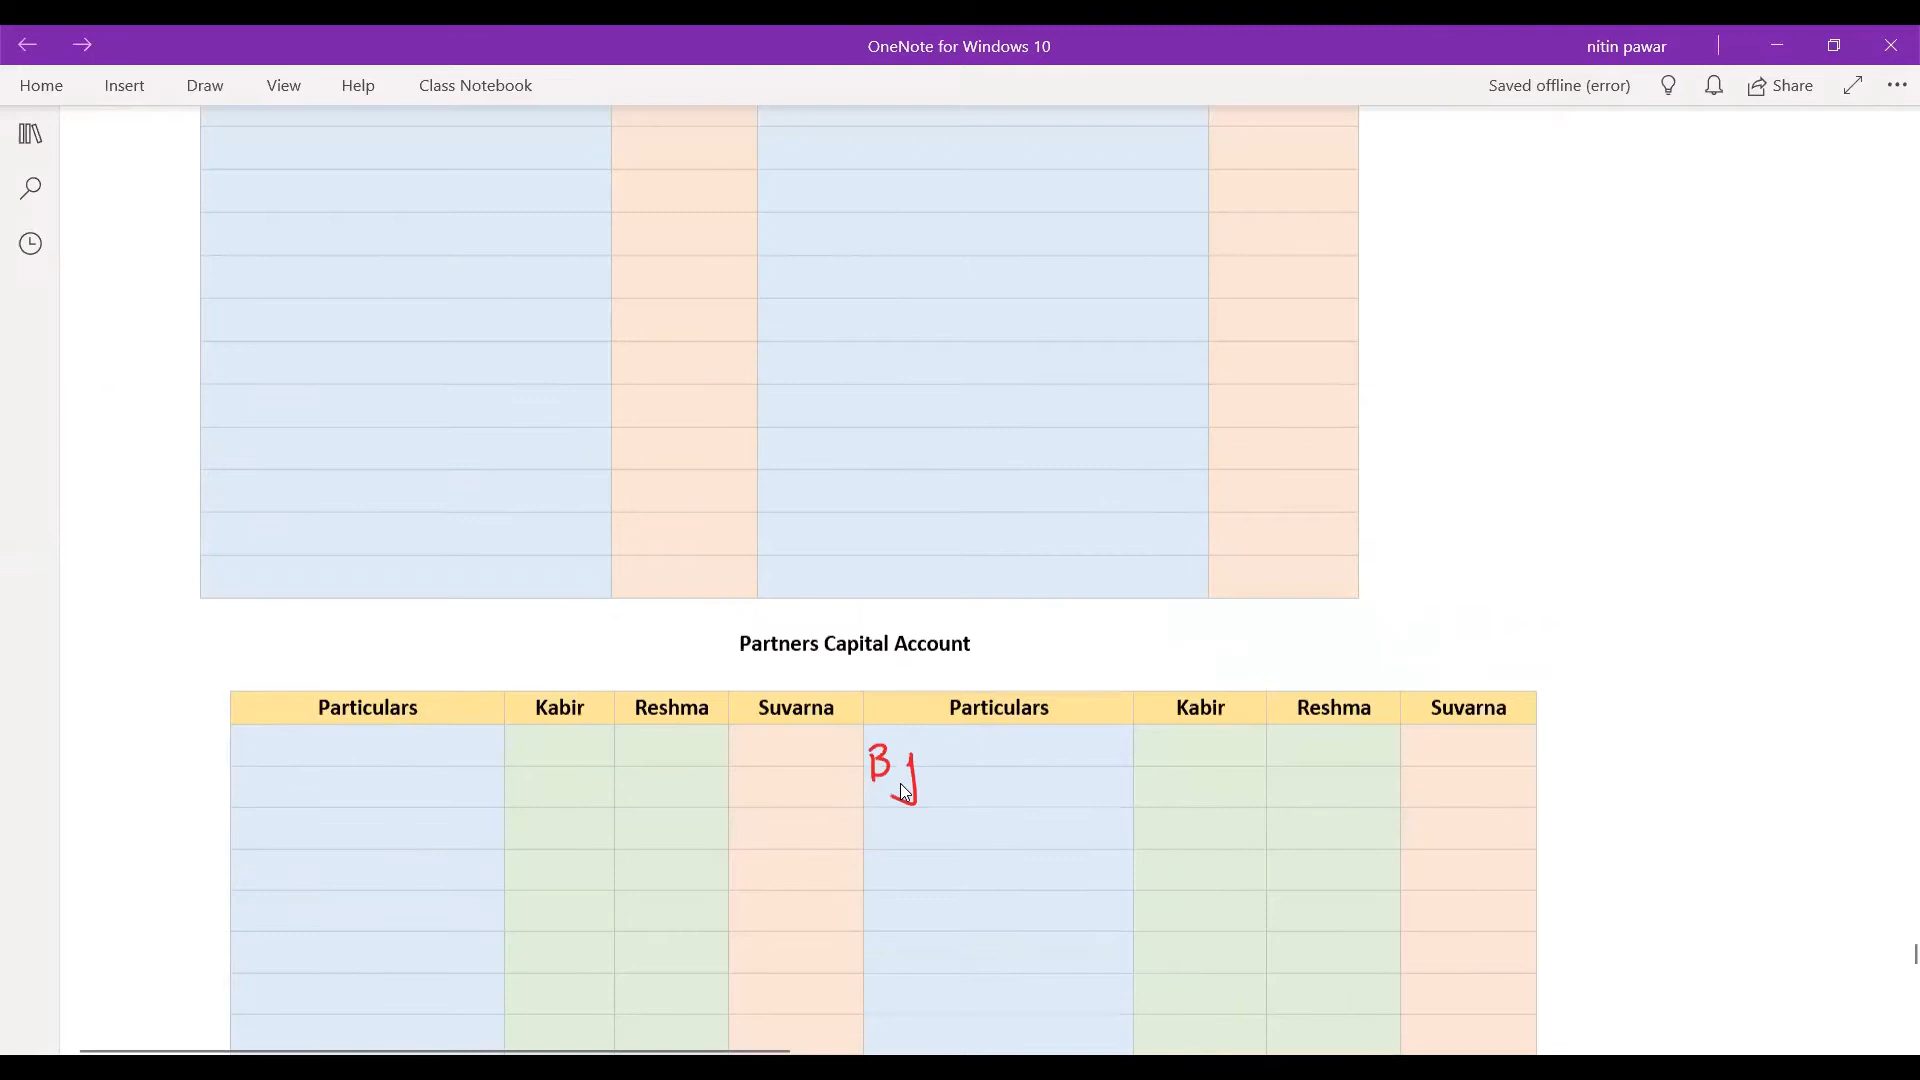 OneNote for Windows 10
nitin pawar
Home Insert Draw View Help Class Notebook
Saved offline (error) Share
Partners Capital Account
Particulars Kabir Reshma Suvarna Particulars Kabir Reshma Suvarna
By